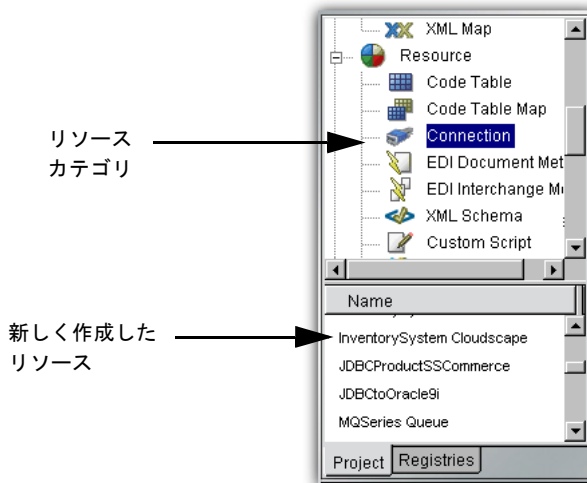 XML Map
Resource
Code Table
Code Table Map
Connection
EDI Document Met
EDI Interchange M
XML Schema
Custom Script
リソース
カテゴリ
Name
新しく作成した
リソース
InventorySystem Cloudscape
JDBCProductSSCommerce
JDBCtoOracle9i
MQSeries Queue
Project
Registries